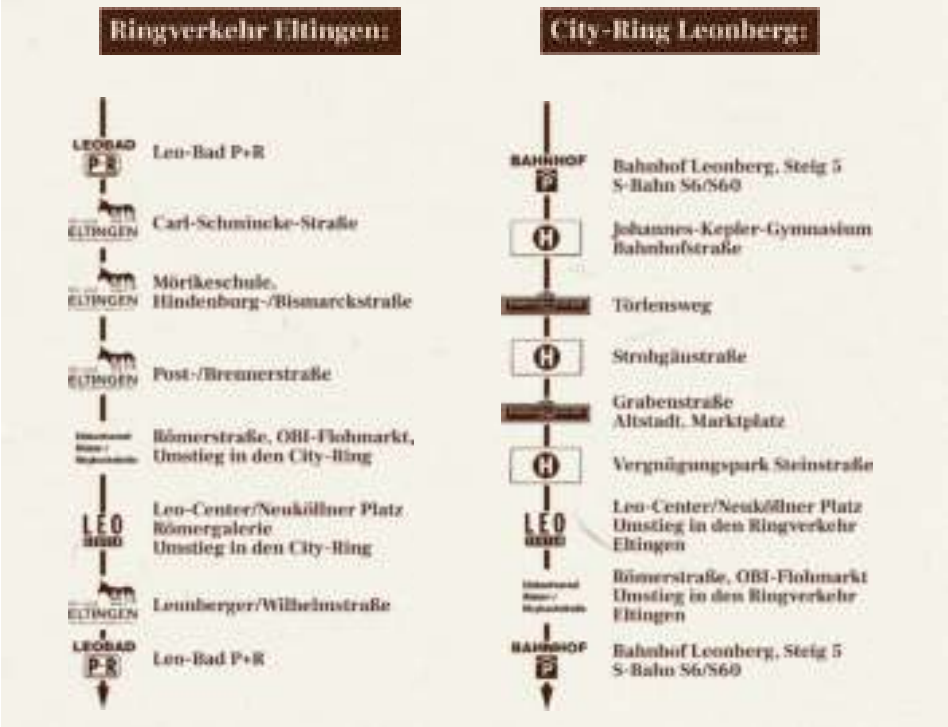 Ringverkehr Eltingen:
LEOBAD
P+R
Leo-Bad P+R
ELTINGEN
Carl-Schmincke-Straße
ELTINGEN
Mörikeschule,
Hindenburg-/Bismarckstraße
ELTINGEN
Post-/Brennerstraße
Römerstraße, OBI-Flohmarkt,
Umstieg in den City-Ring
LEO
CENTER
Leo-Center/Neuköllner Platz
Römergalerie
Umstieg in den City-Ring
ELTINGEN
Leonberger/Wilhelmstraße
LEOBAD
P+R
Leo-Bad P+R
City-Ring Leonberg:
BAHNHOF
P
Bahnhof Leonberg, Steig 5
S-Bahn S6/S60
H
Johannes-Kepler-Gymnasium
Bahnhofstraße
Törlensweg
H
Strohgäustraße
Grabenstraße
Altstadt, Marktplatz
H
Vergnügungspark Steinstraße
LEO
CENTER
Leo-Center/Neuköllner Platz
Umstieg in den Ringverkehr
Eltingen
Römerstraße, OBI-Flohmarkt
Umstieg in den Ringverkehr
Eltingen
BAHNHOF
P
Bahnhof Leonberg, Steig 5
S-Bahn S6/S60